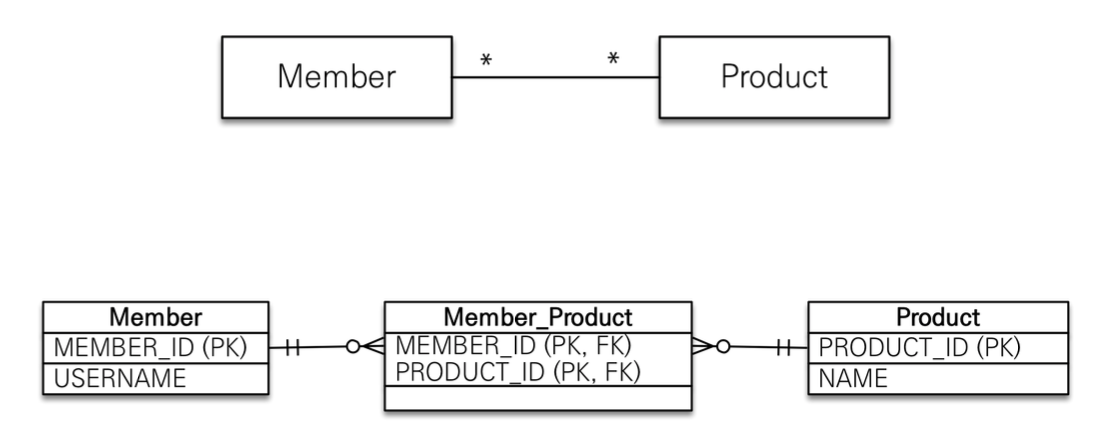 Member
*
*
Product
Member
MEMBER_ID (PK)
USERNAME
Member_Product
MEMBER_ID (PK, FK)
PRODUCT_ID (PK, FK)
Product
PRODUCT_ID (PK)
NAME